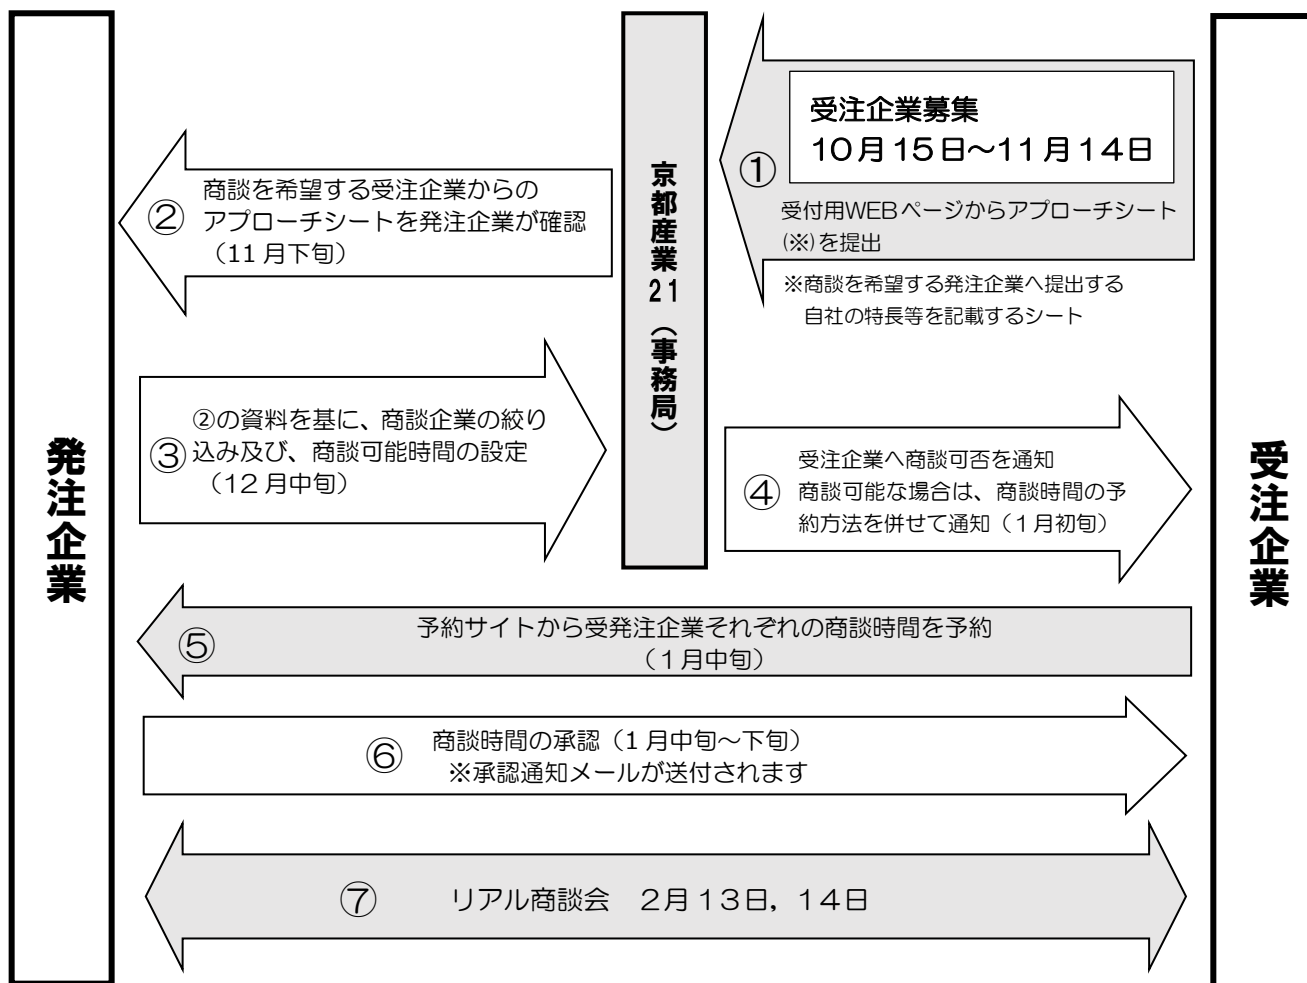 発注企業
京都産業21（事務局）
受注企業
①
受注企業募集
10月15日～11月14日
受付用WEBページからアプローチシート
(※)を提出
※商談を希望する発注企業へ提出する
自社の特長等を記載するシート
②
商談を希望する受注企業からの
アプローチシートを発注企業が確認
（11月下旬）
③
②の資料を基に、商談企業の絞り
込み及び、商談可能時間の設定
（12月中旬）
④
受注企業へ商談可否を通知
商談可能な場合は、商談時間の予
約方法を併せて通知（1月初旬）
⑤
予約サイトから受発注企業それぞれの商談時間を予約
（1月中旬）
⑥
商談時間の承認（1月中旬～下旬）
※承認通知メールが送付されます
⑦ リアル商談会　2月13日，14日